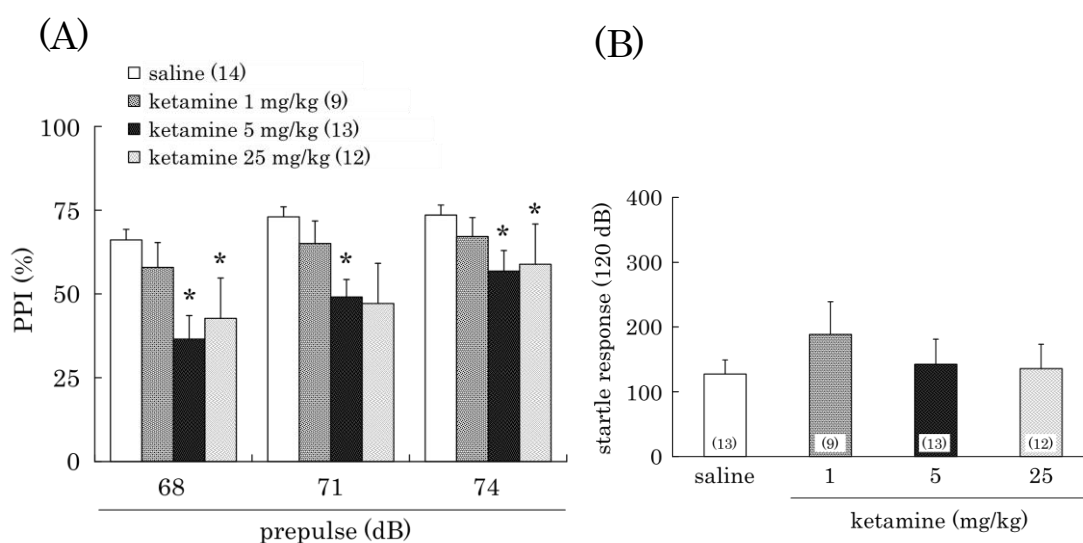 (A)
saline (14)
ketamine 1 mg/kg (9)
ketamine 5 mg/kg (13)
ketamine 25 mg/kg (12)
100
75
50
25
0
PPI (%)
* * * * *
68 71 74
prepulse (dB)
(B)
400
300
200
100
0
startle response (120 dB)
(13) (9) (13) (12)
saline 1 5 25
ketamine (mg/kg)